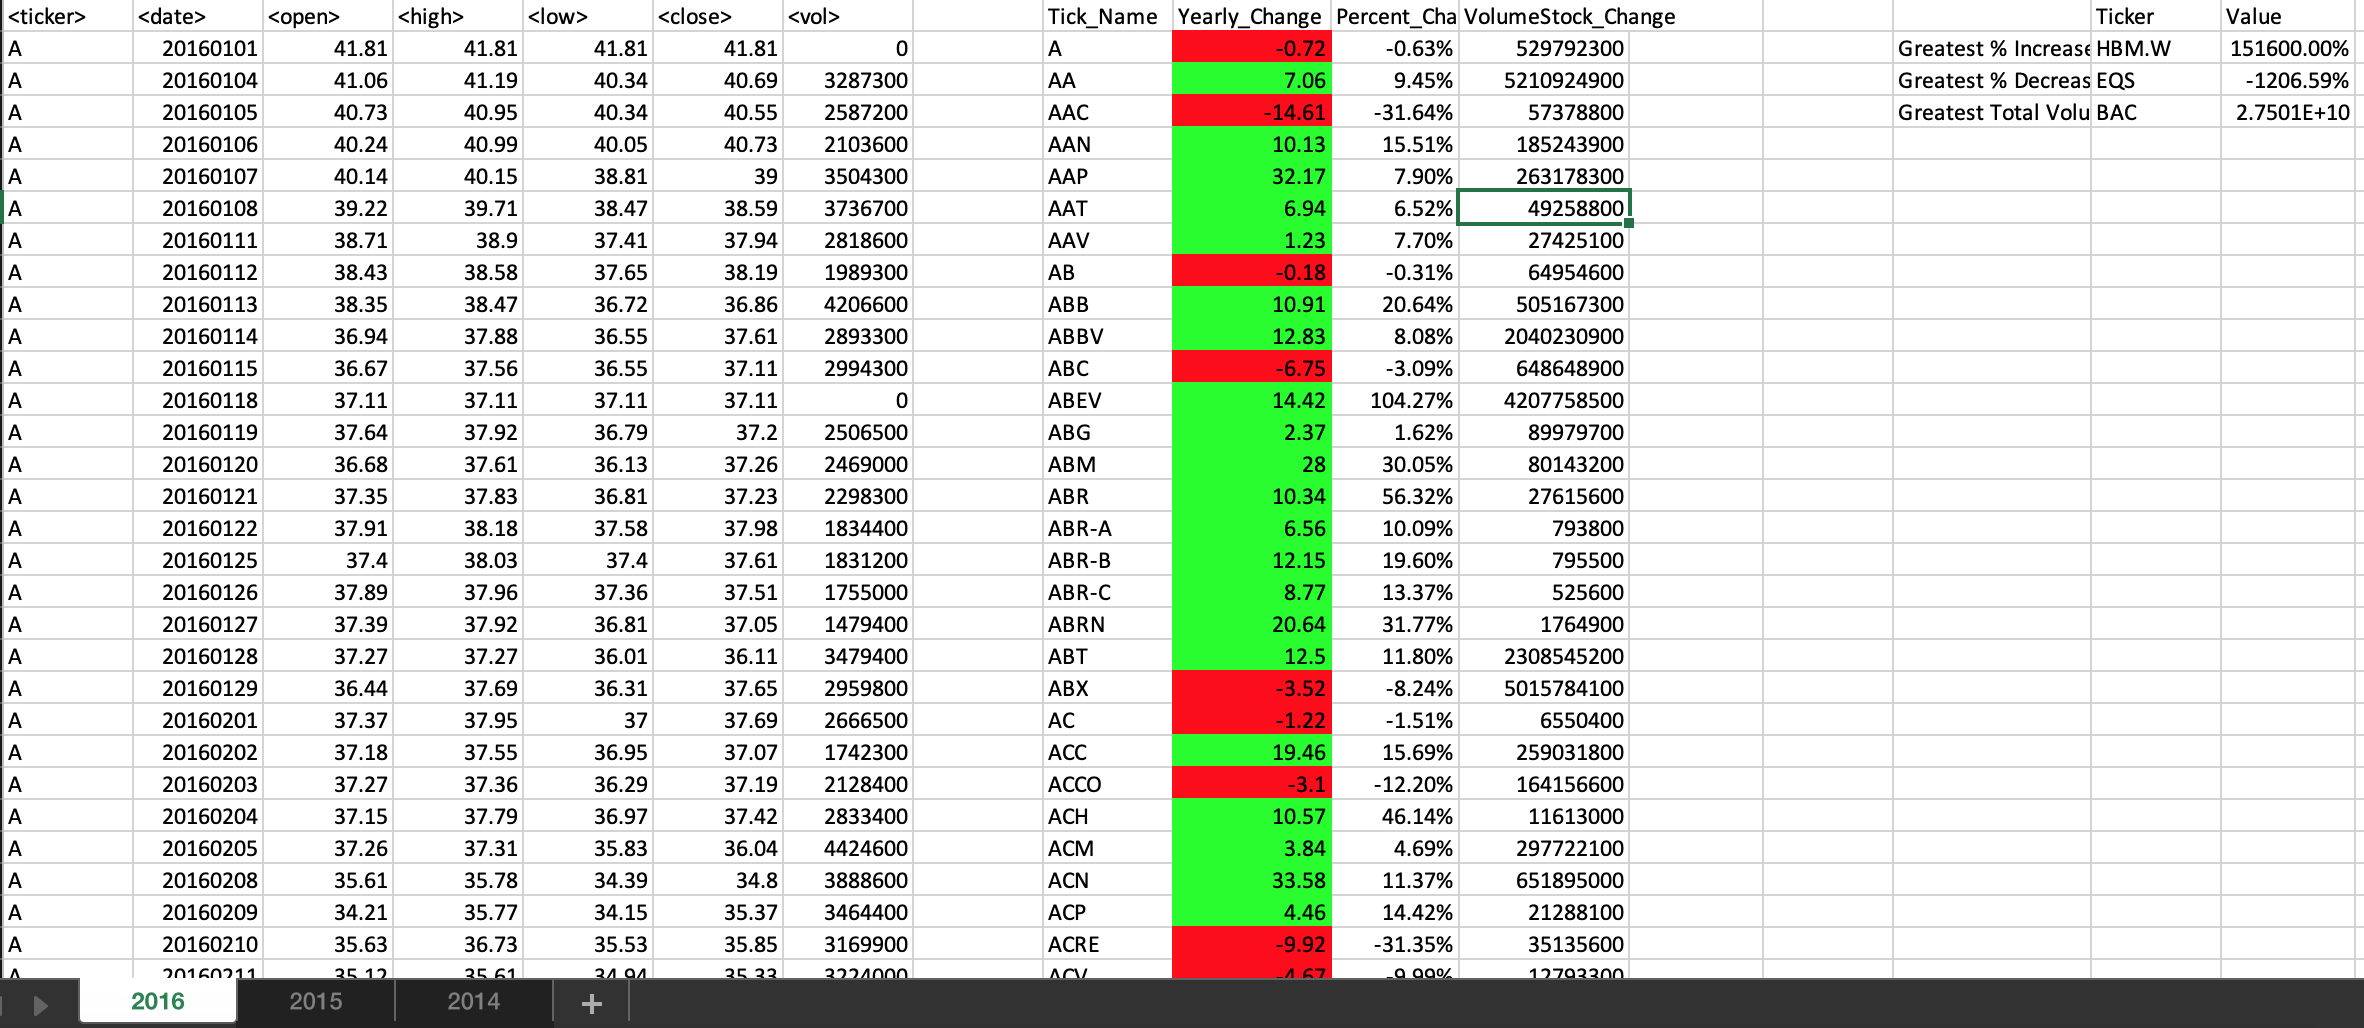 <ticker> <date> <open> <high> <low> <close> <vol> Tick_Name Yearly_Change Percent_Cha VolumeStock_Change Ticker Value
A 20160101 41.81 41.81 41.81 41.81 0 A -0.72 -0.63% 529792300 Greatest % Increase HBM.W 151600.00%
A 20160104 41.06 41.19 40.34 40.69 3287300 AA 7.06 9.45% 5210924900 Greatest % Decreas EQS -1206.59%
A 20160105 40.73 40.95 40.34 40.55 2587200 AAC -14.61 -31.64% 57378800 Greatest Total Volu BAC 2.7501E+10
A 20160106 40.24 40.99 40.05 40.73 2103600 AAN 10.13 15.51% 185243900
A 20160107 40.14 40.15 38.81 39 3504300 AAP 32.17 7.90% 263178300
A 20160108 39.22 39.71 38.47 38.59 3736700 AAT 6.94 6.52% 49258800
A 20160111 38.71 38.9 37.41 37.94 2818600 AAV 1.23 7.70% 27425100
A 20160112 38.43 38.58 37.65 38.19 1989300 AB -0.18 -0.31% 64954600
A 20160113 38.35 38.47 36.72 36.86 4206600 ABB 10.91 20.64% 505167300
A 20160114 36.94 37.88 36.55 37.61 2893300 ABBV 12.83 8.08% 2040230900
A 20160115 36.67 37.56 36.55 37.11 2994300 ABC -6.75 -3.09% 648648900
A 20160118 37.11 37.11 37.11 37.11 0 ABEV 14.42 104.27% 4207758500
A 20160119 37.64 37.92 36.79 37.2 2506500 ABG 2.37 1.62% 89979700
A 20160120 36.68 37.61 36.13 37.26 2469000 ABM 28 30.05% 80143200
A 20160121 37.35 37.83 36.81 37.23 2298300 ABR 10.34 56.32% 27615600
A 20160122 37.91 38.18 37.58 37.98 1834400 ABR-A 6.56 10.09% 793800
A 20160125 37.4 38.03 37.4 37.61 1831200 ABR-B 12.15 19.60% 795500
A 20160126 37.89 37.96 37.36 37.51 1755000 ABR-C 8.77 13.37% 525600
A 20160127 37.39 37.92 36.81 37.05 1479400 ABRN 20.64 31.77% 1764900
A 20160128 37.27 37.27 36.01 36.11 3479400 ABT 12.5 11.80% 2308545200
A 20160129 36.44 37.69 36.31 37.65 2959800 ABX -3.52 -8.24% 5015784100
A 20160201 37.37 37.95 37 37.69 2666500 AC -1.22 -1.51% 6550400
A 20160202 37.18 37.55 36.95 37.07 1742300 ACC 19.46 15.69% 259031800
A 20160203 37.27 37.36 36.29 37.19 2128400 ACCO -3.1 -12.20% 164156600
A 20160204 37.15 37.79 36.97 37.42 2833400 ACH 10.57 46.14% 11613000
A 20160205 37.26 37.31 35.83 36.04 4424600 ACM 3.84 4.69% 297722100
A 20160208 35.61 35.78 34.39 34.8 3888600 ACN 33.58 11.37% 651895000
A 20160209 34.21 35.77 34.15 35.37 3464400 ACP 4.46 14.42% 21288100
A 20160210 35.63 36.73 35.53 35.85 3169900 ACRE -9.92 -31.35% 35135600
A 20160211 35.12 35.61 34.94 35.33 3224000 ACV -4.67 -9.99% 12793300
2016 2015 2014 +